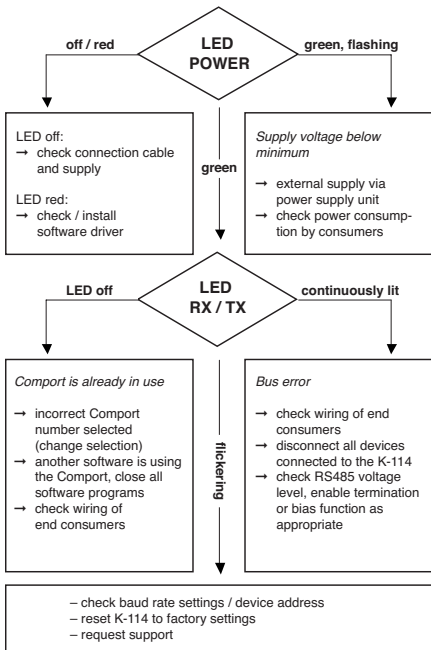 off / red
LED
POWER
green, flashing
LED off:
→ check connection cable
and supply
LED red:
→ check / install
software driver
green
Supply voltage below
minimum
→ external supply via
power supply unit
→ check power consump-
tion by consumers
LED off
LED
RX / TX
continuously lit
Comport is already in use
→ incorrect Comport
number selected
(change selection)
→ another software is using
the Comport, close all
software programs
→ check wiring of
end consumers
flickering
Bus error
→ check wiring of end
consumers
→ disconnect all devices
connected to the K-114
→ check RS485 voltage
level, enable termination
or bias function as
appropriate
– check baud rate settings / device address
– reset K-114 to factory settings
– request support